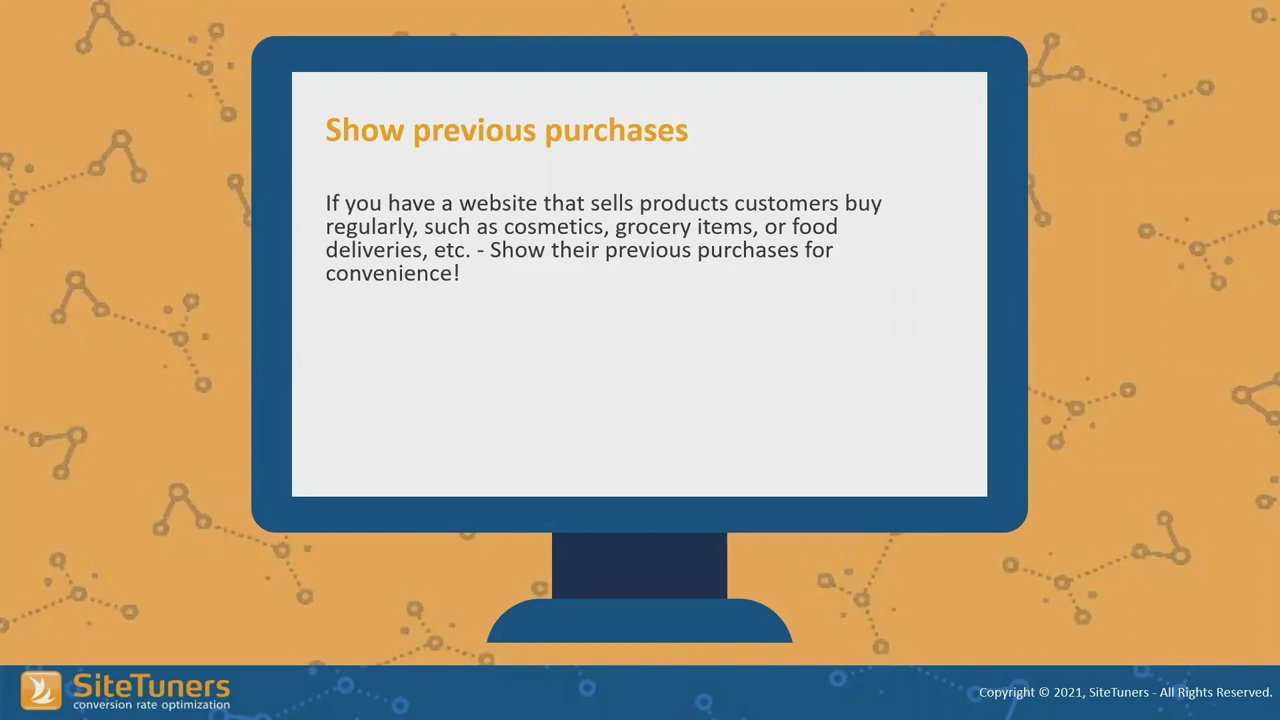 Show previous purchases
If you have a website that sells products customers buy
regularly, such as cosmetics, grocery items, or food
deliveries, etc. - Show their previous purchases for
convenience!
SiteTuners
conversion rate optimization
Copyright © 2021, SiteTuners - All Rights Reserved.